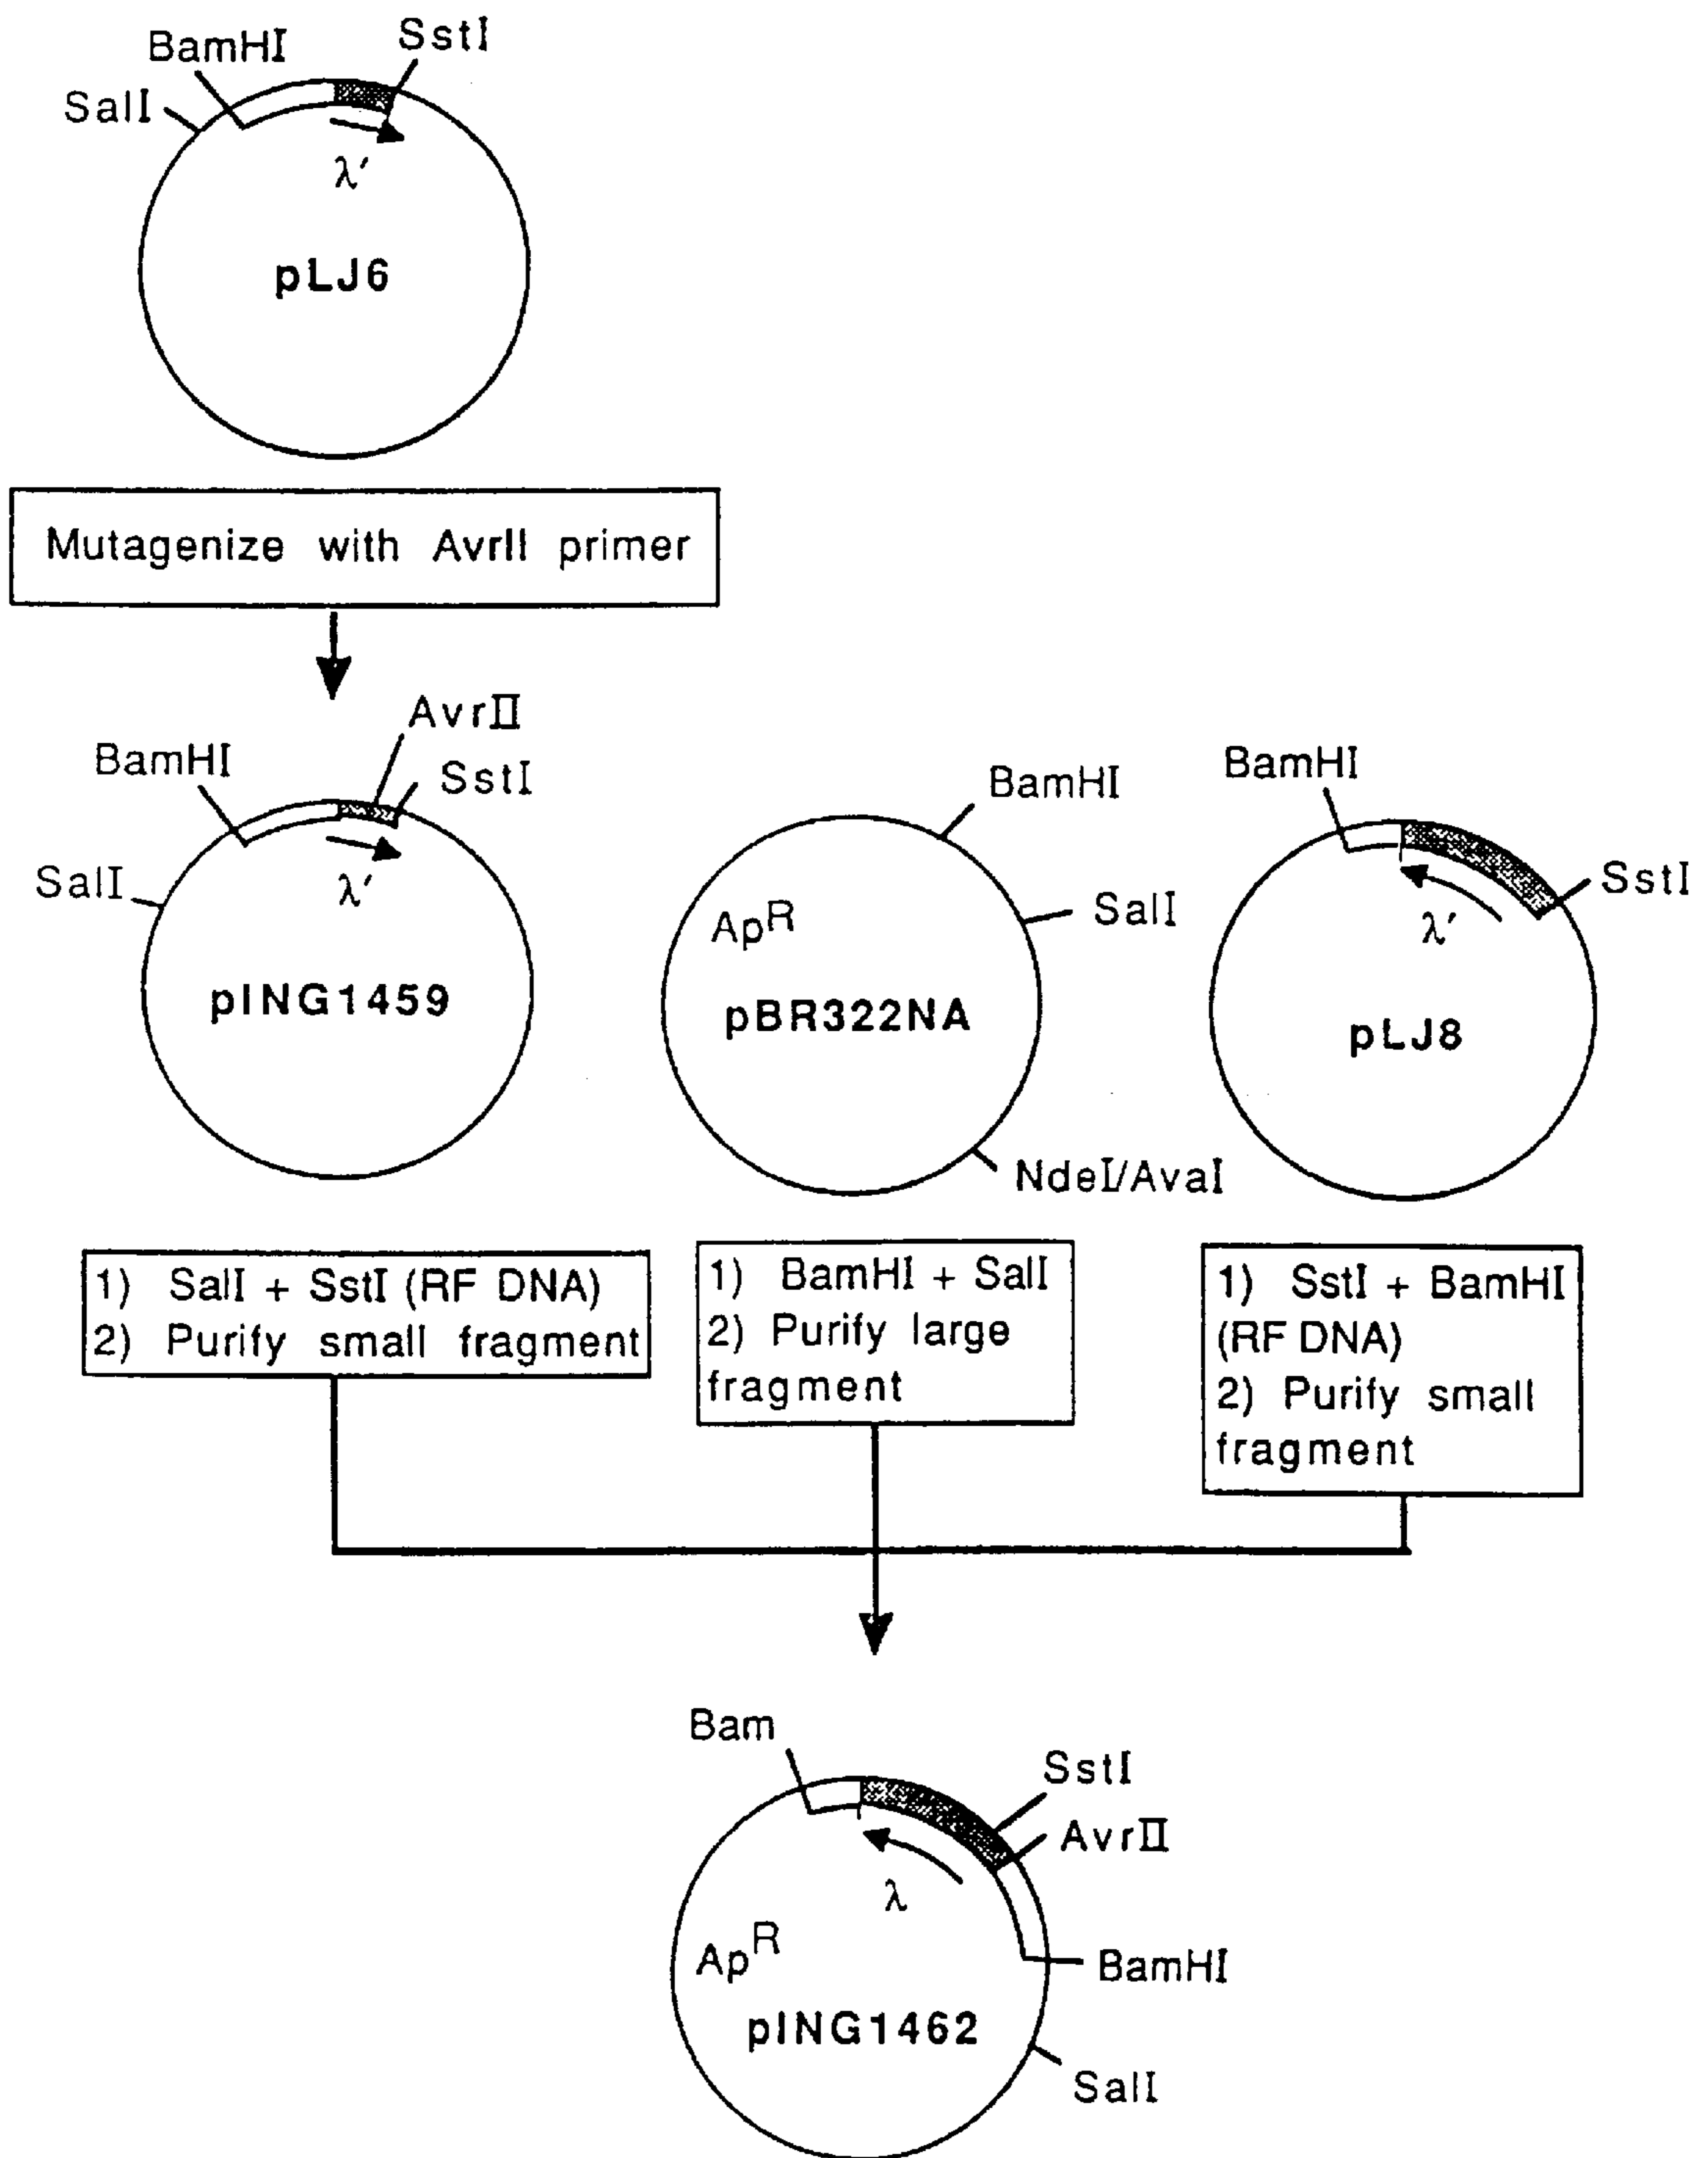 BamHI
SstI
SalI
λ′
pLJ6
Mutagenize with AvrII primer
AvrII
BamHI
SstI
SalI
λ′
pING1459
BamHI
SalI
ApR
pBR322NA
NdeI/AvaI
BamHI
SstI
λ′
pLJ8
1) SalI + SstI (RF DNA)
2) Purify small fragment
1) BamHI + SalI
2) Purify large
fragment
1) SstI + BamHI
(RF DNA)
2) Purify small
fragment
Bam
SstI
AvrII
λ
ApR
BamHI
pING1462
SalI